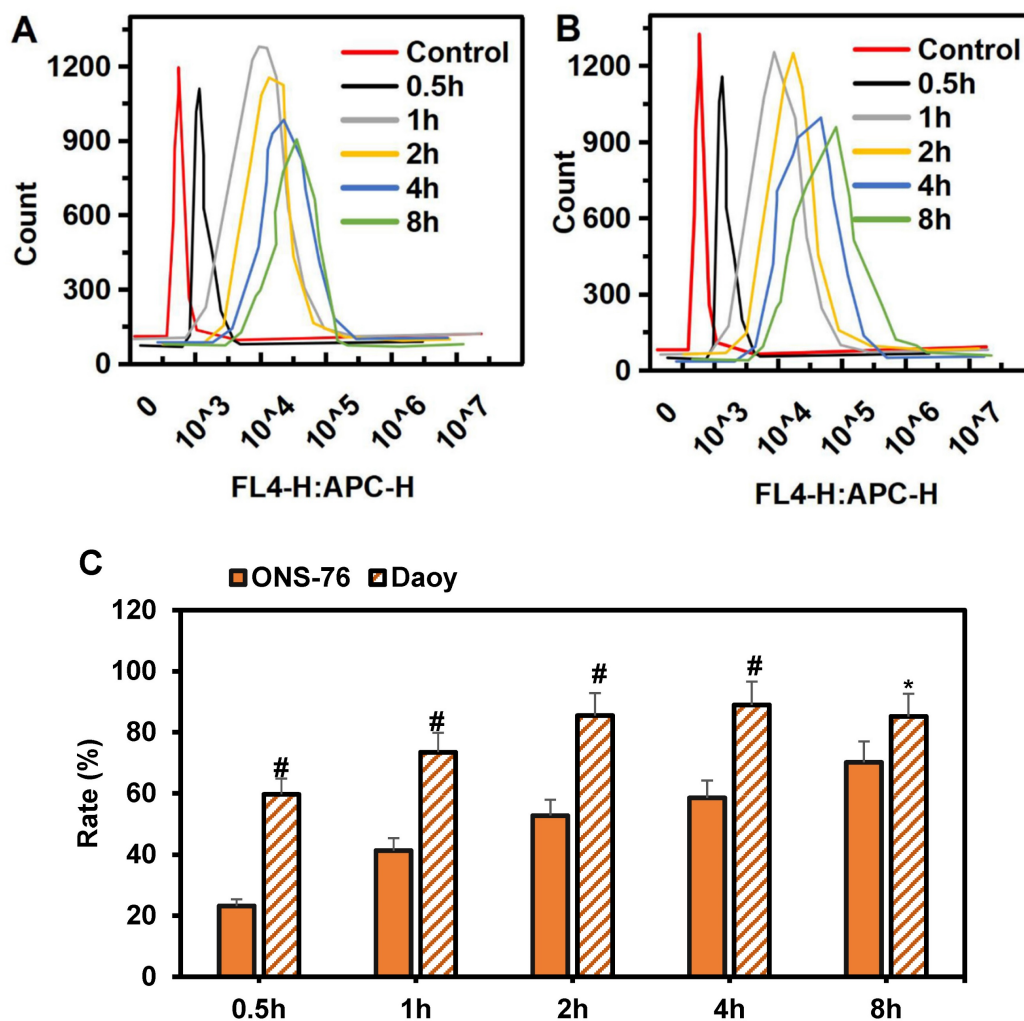 A
Control
0.5h
1h
2h
4h
8h
1200
900
600
300
0
Count
0 10^3 10^4 10^5 10^6 10^7
FL4-H:APC-H
B
Control
0.5h
1h
2h
4h
8h
1200
900
600
300
0
Count
0 10^3 10^4 10^5 10^6 10^7
FL4-H:APC-H
C
ONS-76 Daoy
120
100
80
60
40
20
0
Rate (%)
# # # # *
0.5h 1h 2h 4h 8h